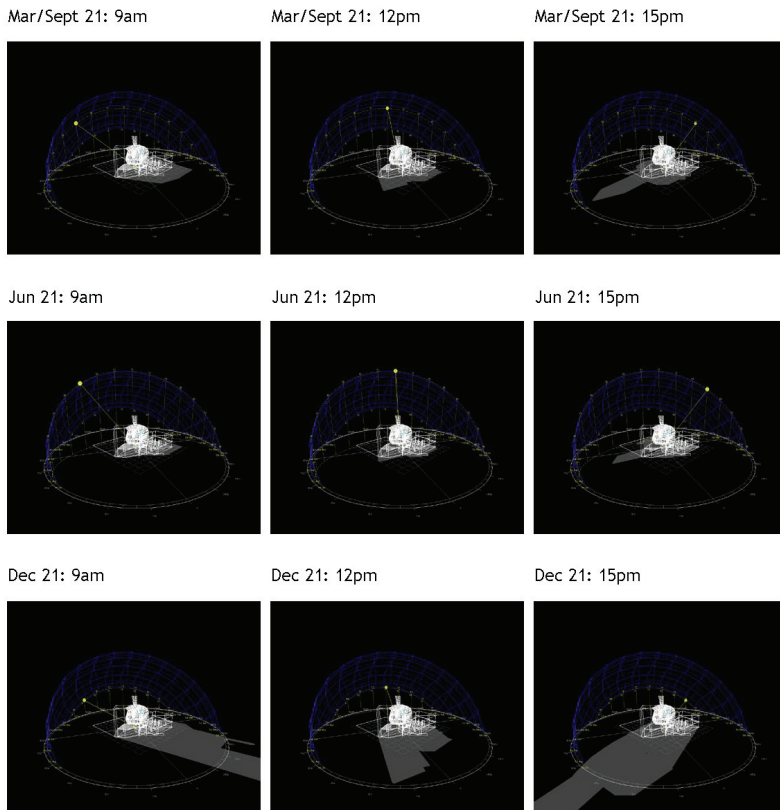 Mar/Sept 21: 9am
Mar/Sept 21: 12pm
Mar/Sept 21: 15pm
Jun 21: 9am
Jun 21: 12pm
Jun 21: 15pm
Dec 21: 9am
Dec 21: 12pm
Dec 21: 15pm